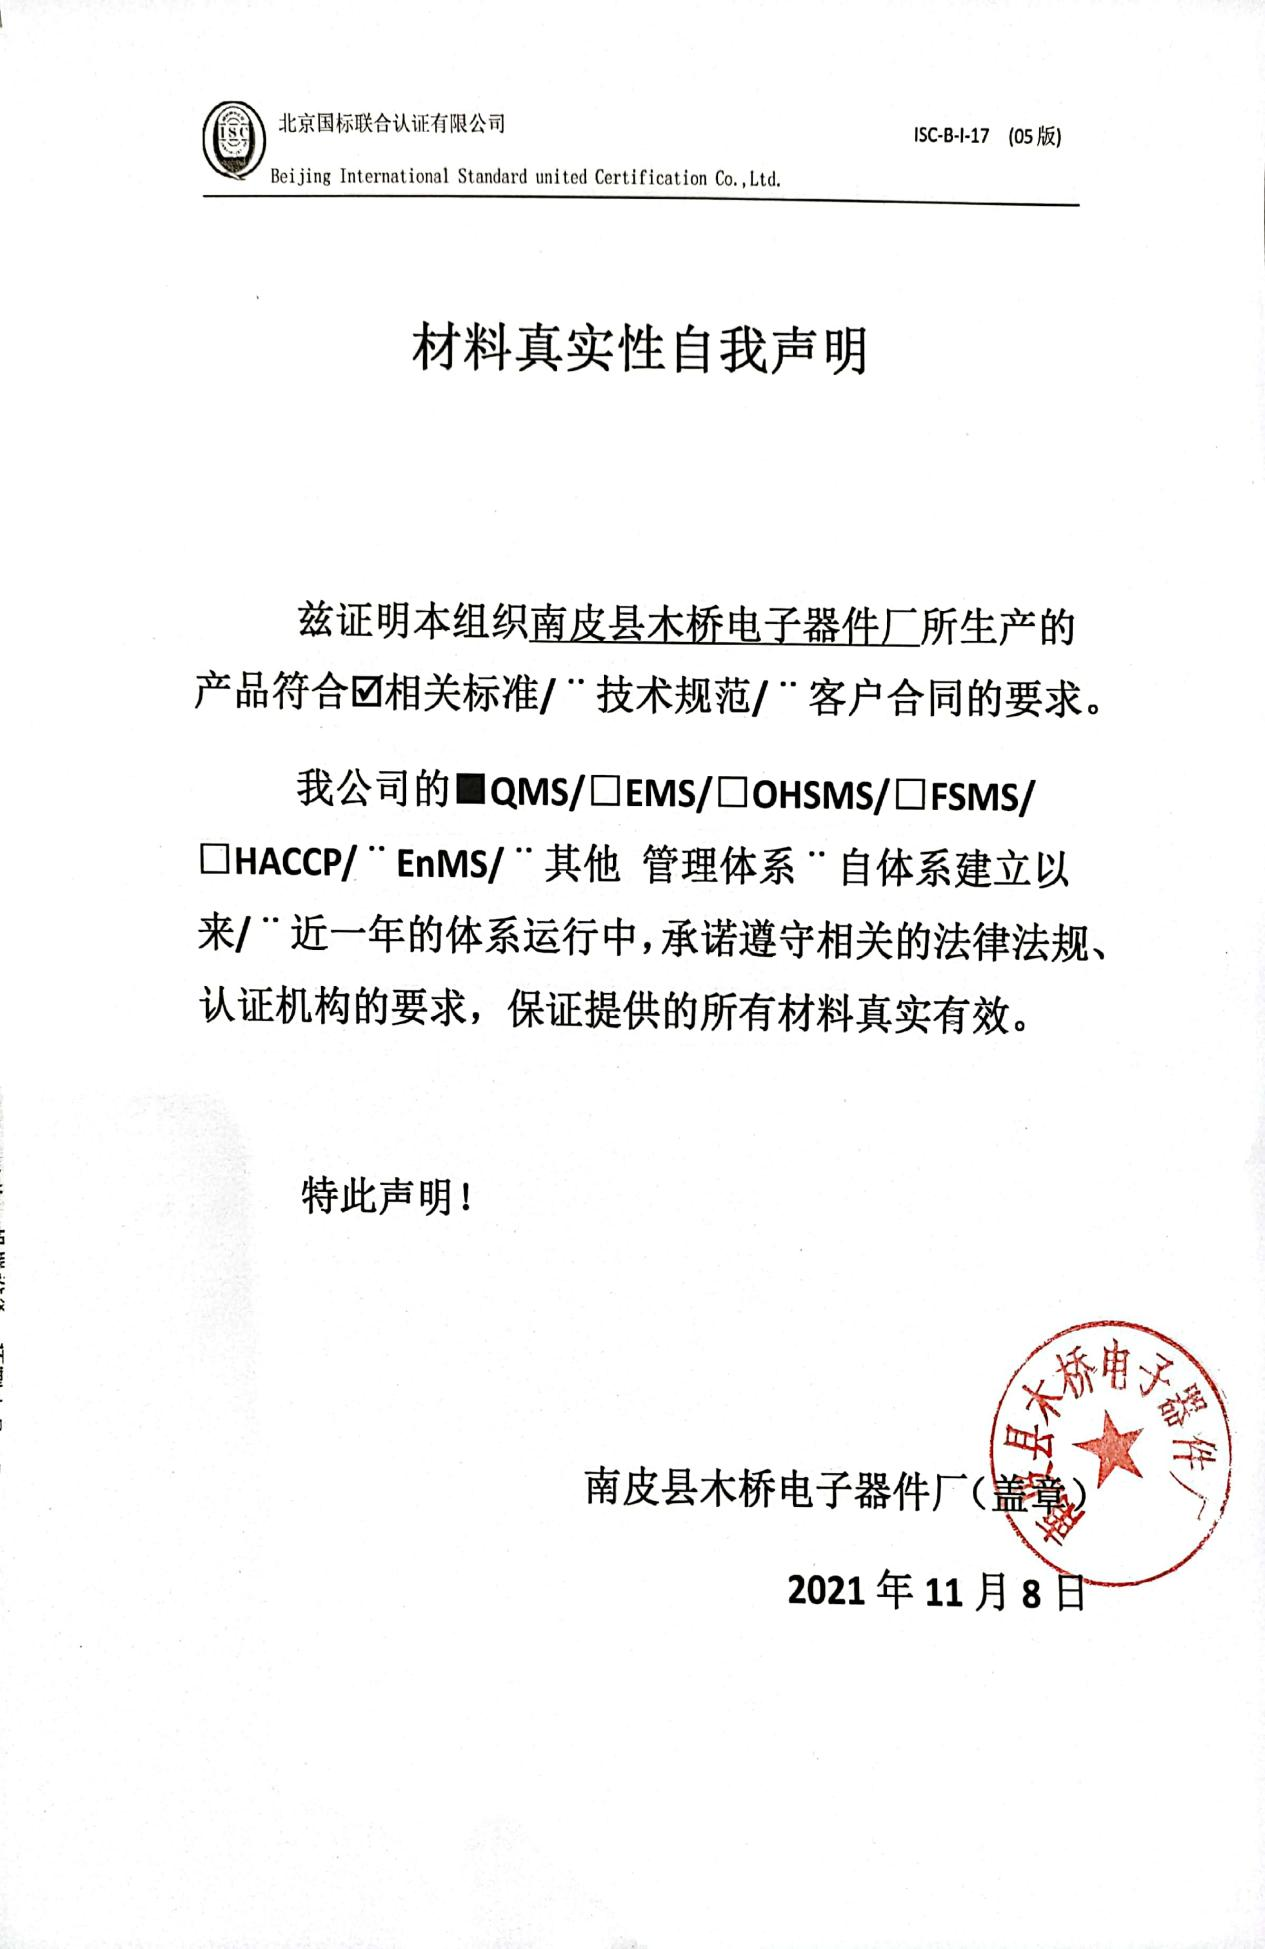 ISC
北京国标联合认证有限公司
ISC-B-I-17 (05版)
Beijing International Standard united Certification Co.,Ltd.
材料真实性自我声明
兹证明本组织南皮县木桥电子器件厂所生产的
产品符合☑相关标准/¨技术规范/¨客户合同的要求。
我公司的■QMS/□EMS/□OHSMS/□FSMS/
□HACCP/¨EnMS/¨其他 管理体系¨自体系建立以
来/¨近一年的体系运行中,承诺遵守相关的法律法规、
认证机构的要求，保证提供的所有材料真实有效。
特此声明！
南皮县木桥电子器件厂（盖章）
南皮县木桥电子器件厂
2021年11月8日